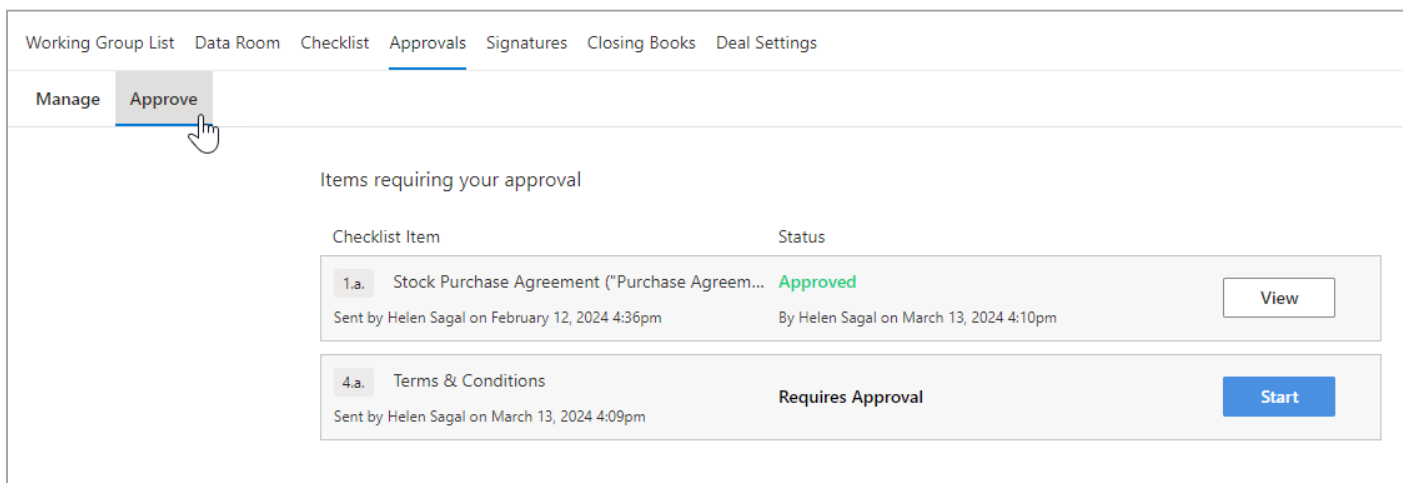 Working Group List Data Room Checklist Approvals Signatures Closing Books Deal Settings
Manage Approve
Items requiring your approval
Checklist Item Status
1.a. Stock Purchase Agreement ("Purchase Agreem... Approved
View
Sent by Helen Sagal on February 12, 2024 4:36pm By Helen Sagal on March 13, 2024 4:10pm
4.a. Terms & Conditions
Requires Approval Start
Sent by Helen Sagal on March 13, 2024 4:09pm